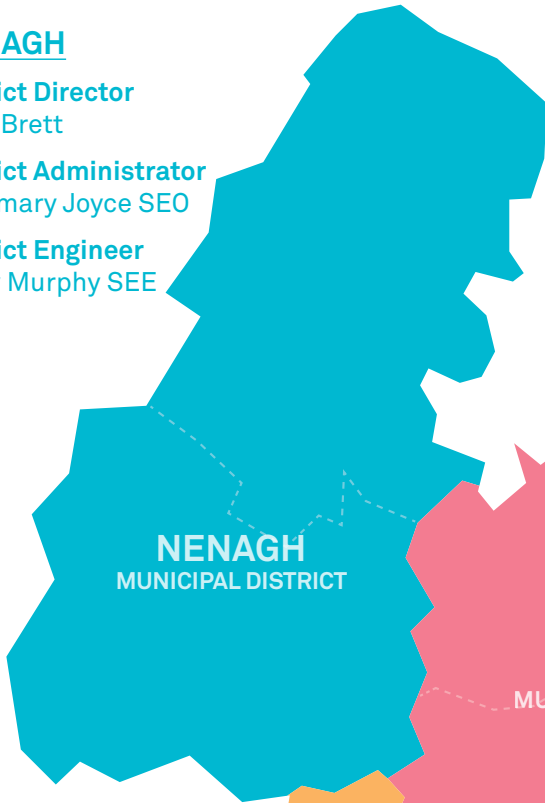 AGH
ict Director
Brett
ict Administrator
mary Joyce SEO
ict Engineer
Murphy SEE
NENAGH
MUNICIPAL DISTRICT
MU